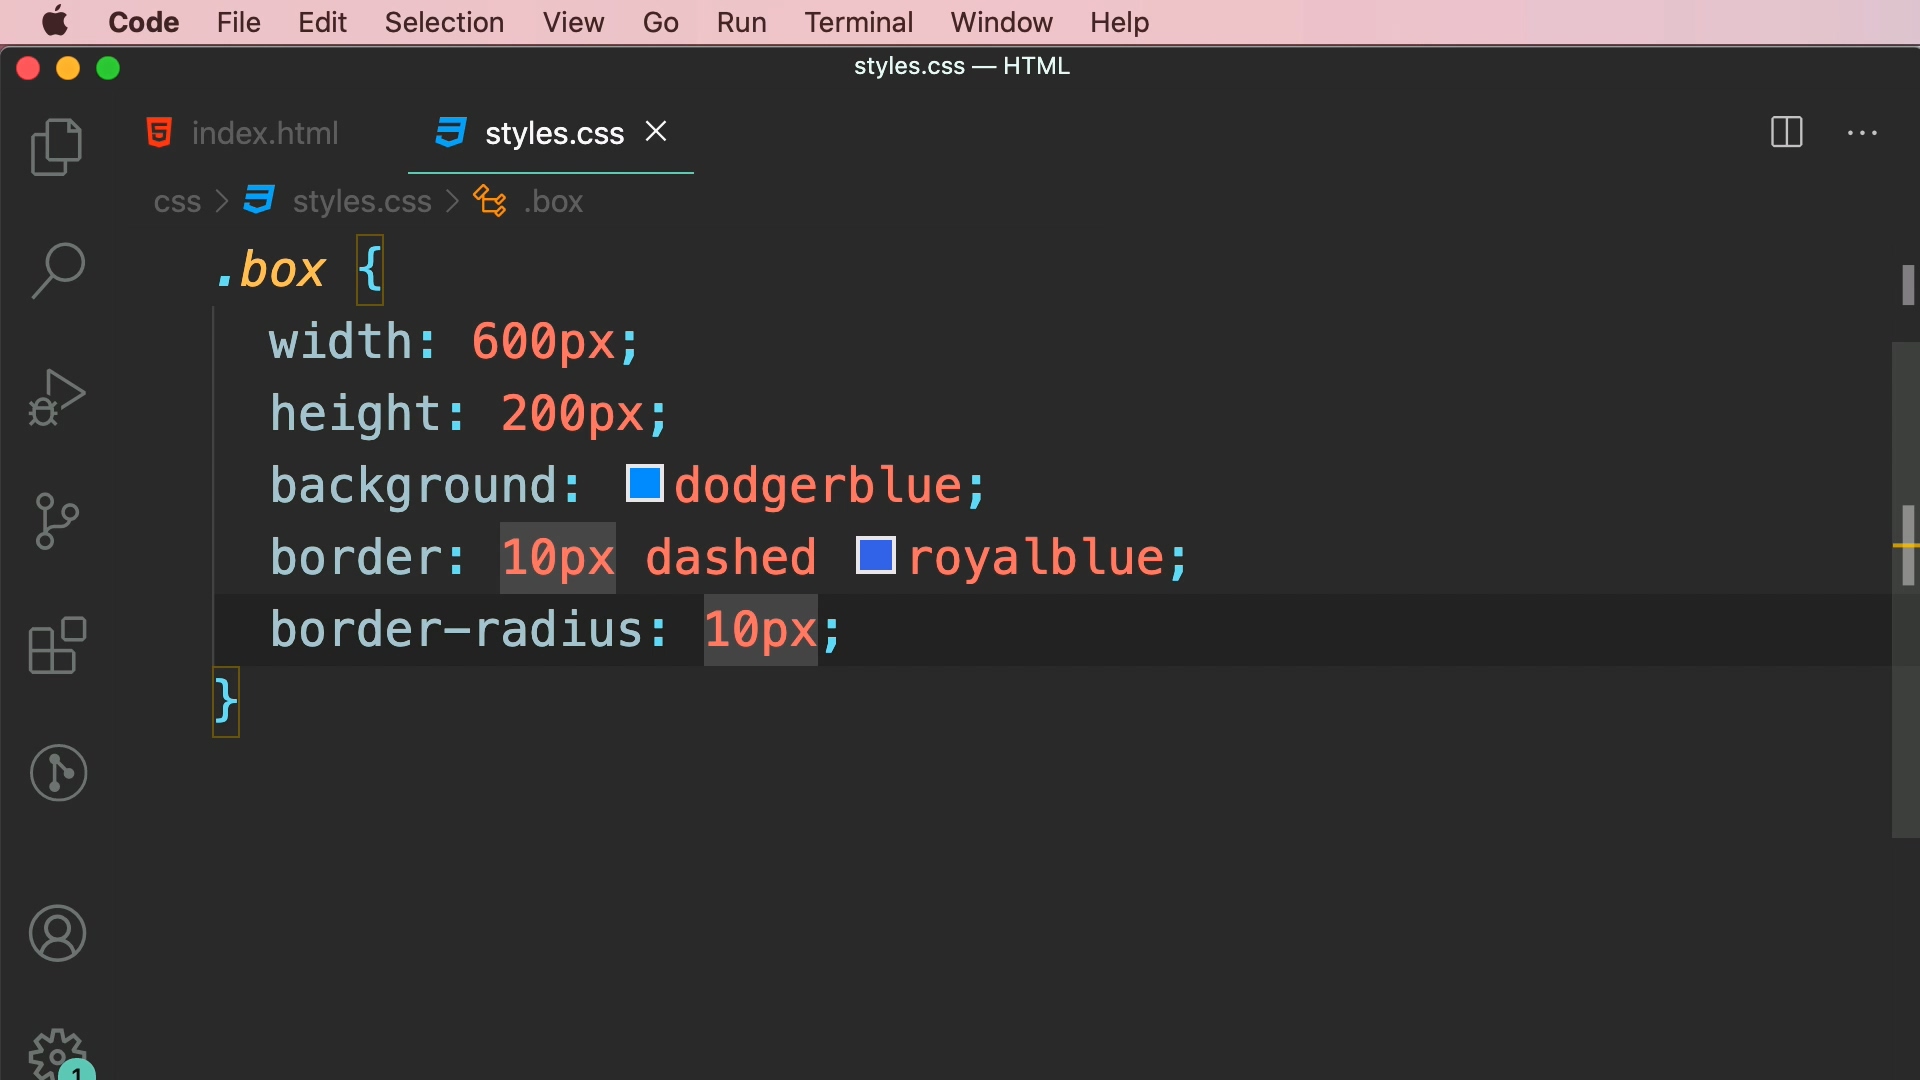 Code File Edit Selection View Go Run Terminal Window Help
styles.css — HTML
index.html styles.css
css > styles.css > .box
.box {
width: 600px;
height: 200px;
background: dodgerblue;
border: 10px dashed royalblue;
border-radius: 10px;
}
1